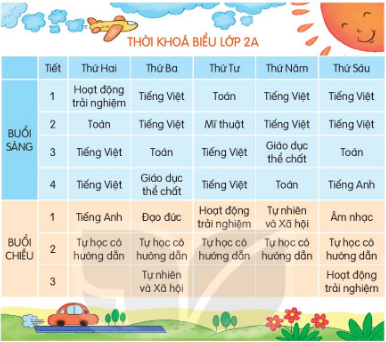 THỜI KHOÁ BIỂU LỚP 2A
Tiết Thứ Hai Thứ Ba Thứ Tư Thứ Năm Thứ Sáu
BUỔI SÁNG
1 Hoạt động trải nghiệm Tiếng Việt Toán Tiếng Việt Tiếng Việt
2 Toán Tiếng Việt Mĩ thuật Tiếng Việt Tiếng Việt
3 Tiếng Việt Toán Tiếng Việt Giáo dục thể chất Toán
4 Tiếng Việt Giáo dục thể chất Tiếng Việt Toán Tiếng Anh
BUỔI CHIỀU
1 Tiếng Anh Đạo đức Hoạt động trải nghiệm Tự nhiên và Xã hội Âm nhạc
2 Tự học có hướng dẫn Tự học có hướng dẫn Tự học có hướng dẫn Tự học có hướng dẫn Tự học có hướng dẫn
3 Tự nhiên và Xã hội Hoạt động trải nghiệm